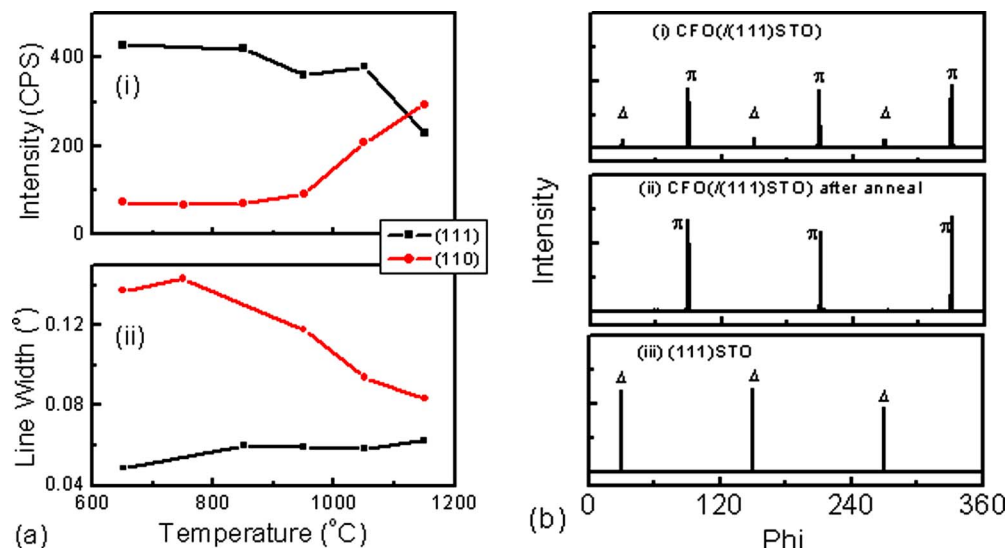 400
200
0
Intensity (CPS)
(i)
(111)
(110)
0.12
0.08
0.04
Line Width (°)
(ii)
600
800
1000
1200
Temperature (°C)
(a)
(i) CFO(/(111)STO)
Δ π Δ π Δ π
(ii) CFO(/(111)STO) after anneal
π π π
(iii) (111)STO
Δ Δ Δ
Intensity
0
120
240
360
Phi
(b)